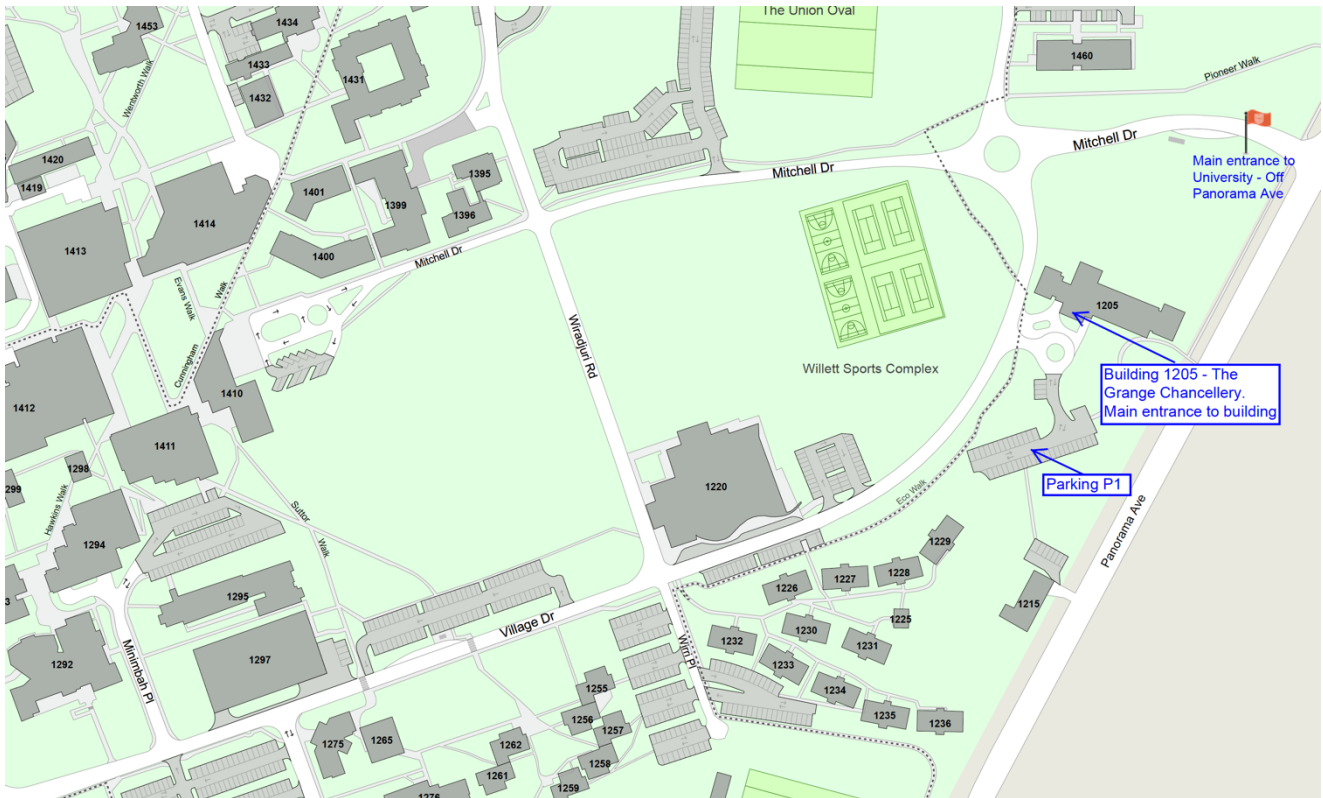 The Union Oval
1453
1434
1433
1432
1431
1460
Wentworth Walk
Pioneer Walk
Mitchell Dr
Mitchell Dr
Main entrance to
University - Off
Panorama Ave
1420
1419
1401
1399
1395
1396
1414
1413
1400
Mitchell Dr
Evans Walk
Cunningham
Walk
Wiradjuri Rd
1205
Willett Sports Complex
Building 1205 - The
Grange Chancellery.
Main entrance to building
1412
1410
1411
1298
1299
Hawkins Walk
Suttor
Walk
1220
Eco Walk
Parking P1
Panorama Ave
1294
1295
1229
1228
1227
1226
1225
1215
1232
1230
1231
1233
1234
1235
1236
1292
1297
Minimbah Pl
Village Dr
Wirri Pl
1255
1256
1257
1258
1259
1262
1261
1275
1265
1276